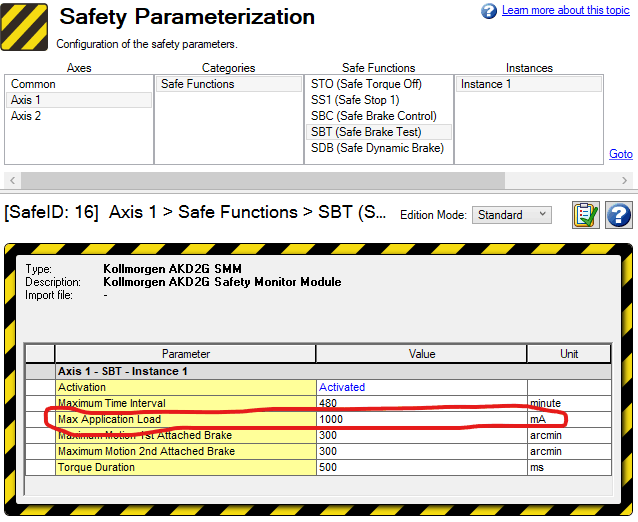 Safety Parameterization
Learn more about this topic
Configuration of the safety parameters.
Axes Categories Safe Functions Instances
Common Safe Functions STO (Safe Torque Off) Instance 1
Axis 1 SS1 (Safe Stop 1)
Axis 2 SBC (Safe Brake Control)
SBT (Safe Brake Test)
SDB (Safe Dynamic Brake)
Goto
[SafeID: 16] Axis 1 > Safe Functions > SBT (S... Edition Mode: Standard
Type: Kollmorgen AKD2G SMM
Description: Kollmorgen AKD2G Safety Monitor Module
Import file: -
Parameter Value Unit
Axis 1 - SBT - Instance 1
Activation Activated
Maximum Time Interval 480 minute
Max Application Load 1000 mA
Maximum Motion 1st Attached Brake 300 arcmin
Maximum Motion 2nd Attached Brake 300 arcmin
Torque Duration 500 ms